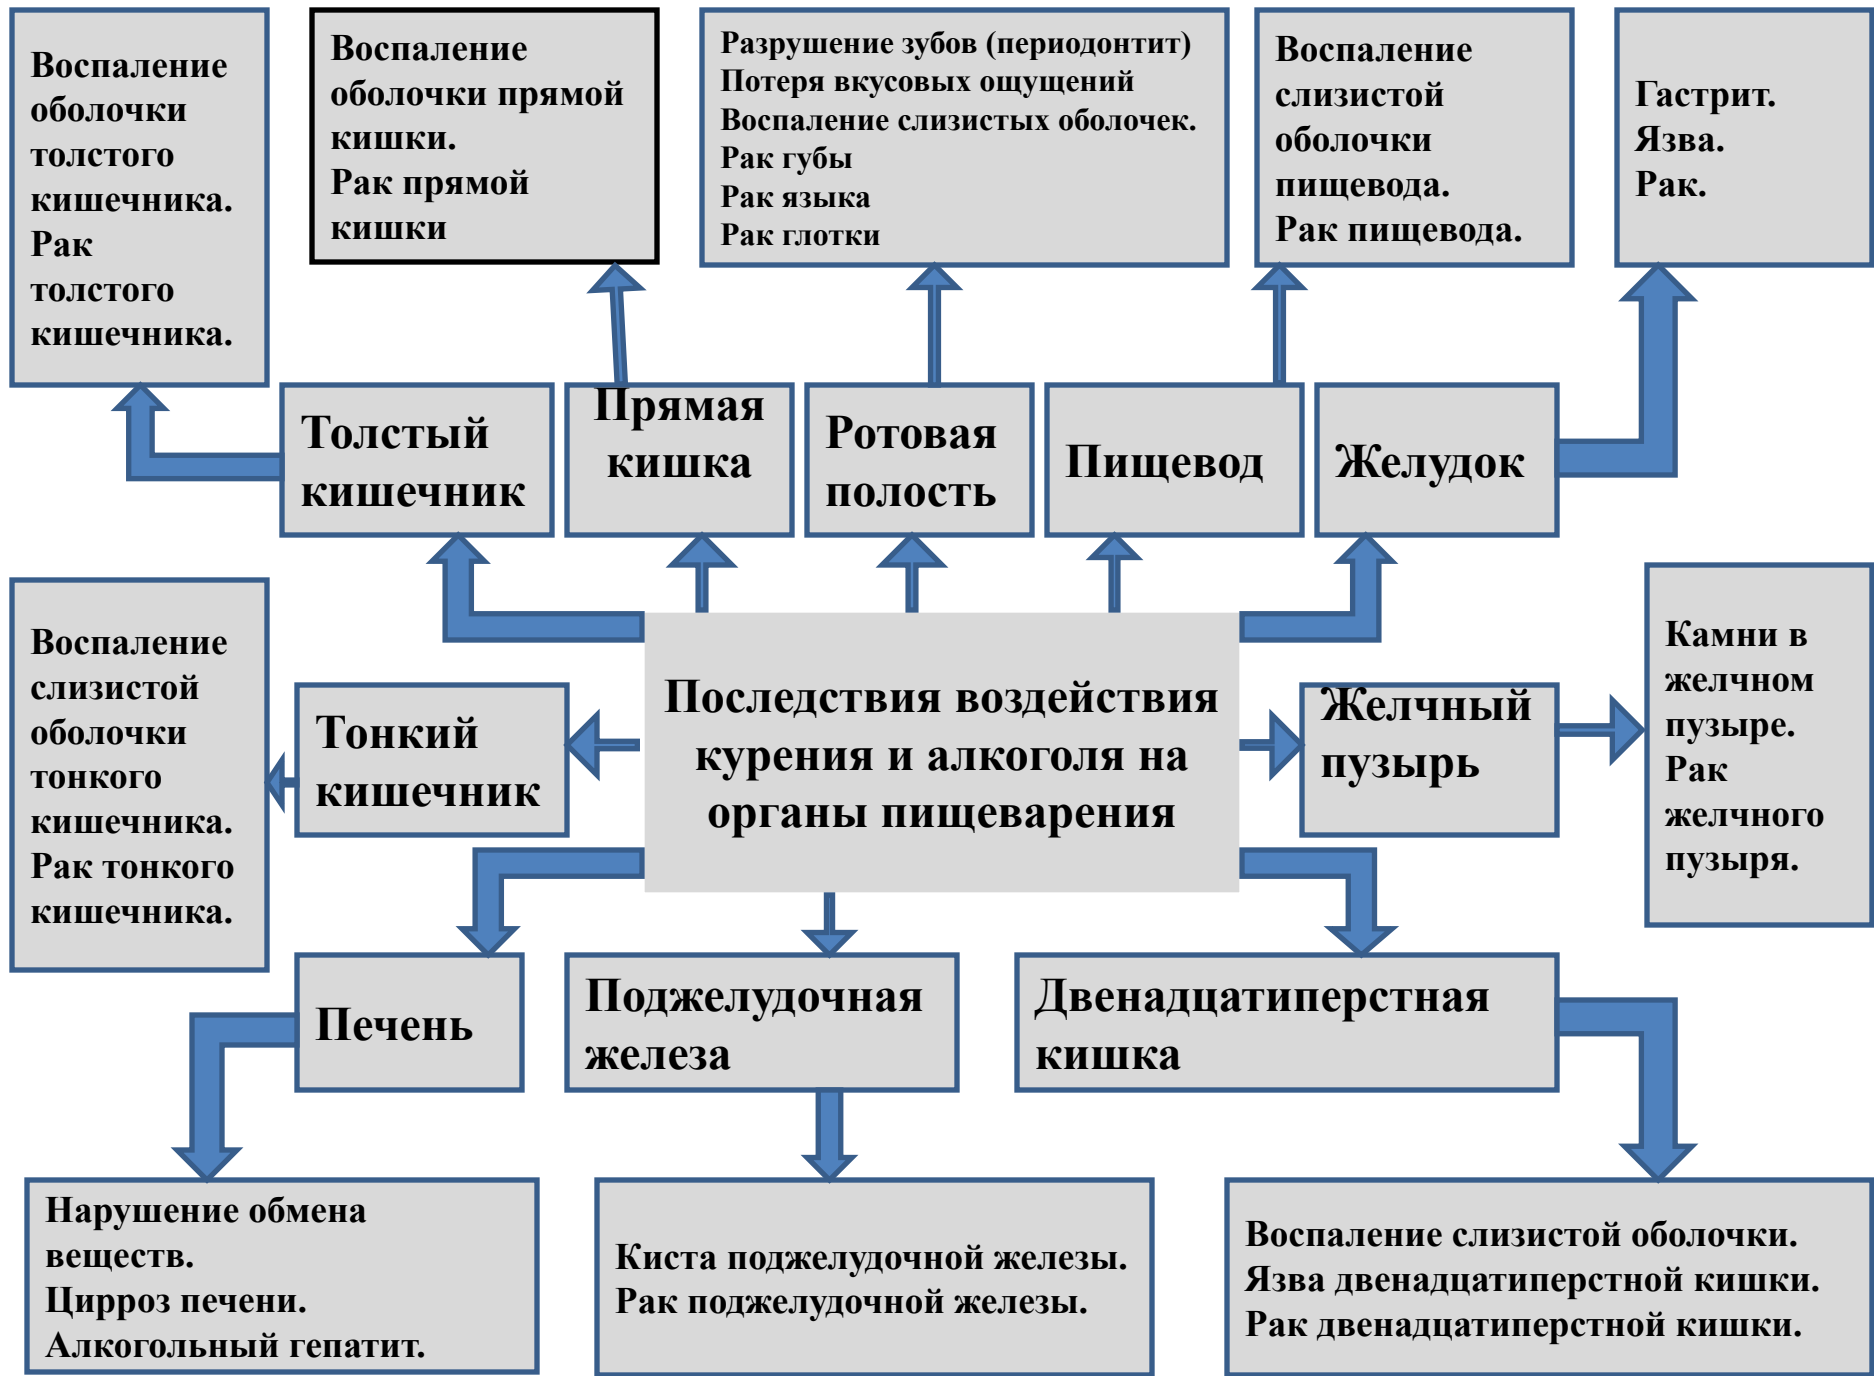 Воспаление
оболочки
толстого
кишечника.
Рак
толстого
кишечника.
Воспаление
оболочки прямой
кишки.
Рак прямой
кишки
Разрушение зубов (периодонтит)
Потеря вкусовых ощущений
Воспаление слизистых оболочек.
Рак губы
Рак языка
Рак глотки
Воспаление
слизистой
оболочки
пищевода.
Рак пищевода.
Гастрит.
Язва.
Рак.
Толстый
кишечник
Прямая
кишка
Ротовая
полость
Пищевод
Желудок
Воспаление
слизистой
оболочки
тонкого
кишечника.
Рак тонкого
кишечника.
Тонкий
кишечник
Последствия воздействия
курения и алкоголя на
органы пищеварения
Желчный
пузырь
Камни в
желчном
пузыре.
Рак
желчного
пузыря.
Печень
Поджелудочная
железа
Двенадцатиперстная
кишка
Нарушение обмена
веществ.
Цирроз печени.
Алкогольный гепатит.
Киста поджелудочной железы.
Рак поджелудочной железы.
Воспаление слизистой оболочки.
Язва двенадцатиперстной кишки.
Рак двенадцатиперстной кишки.